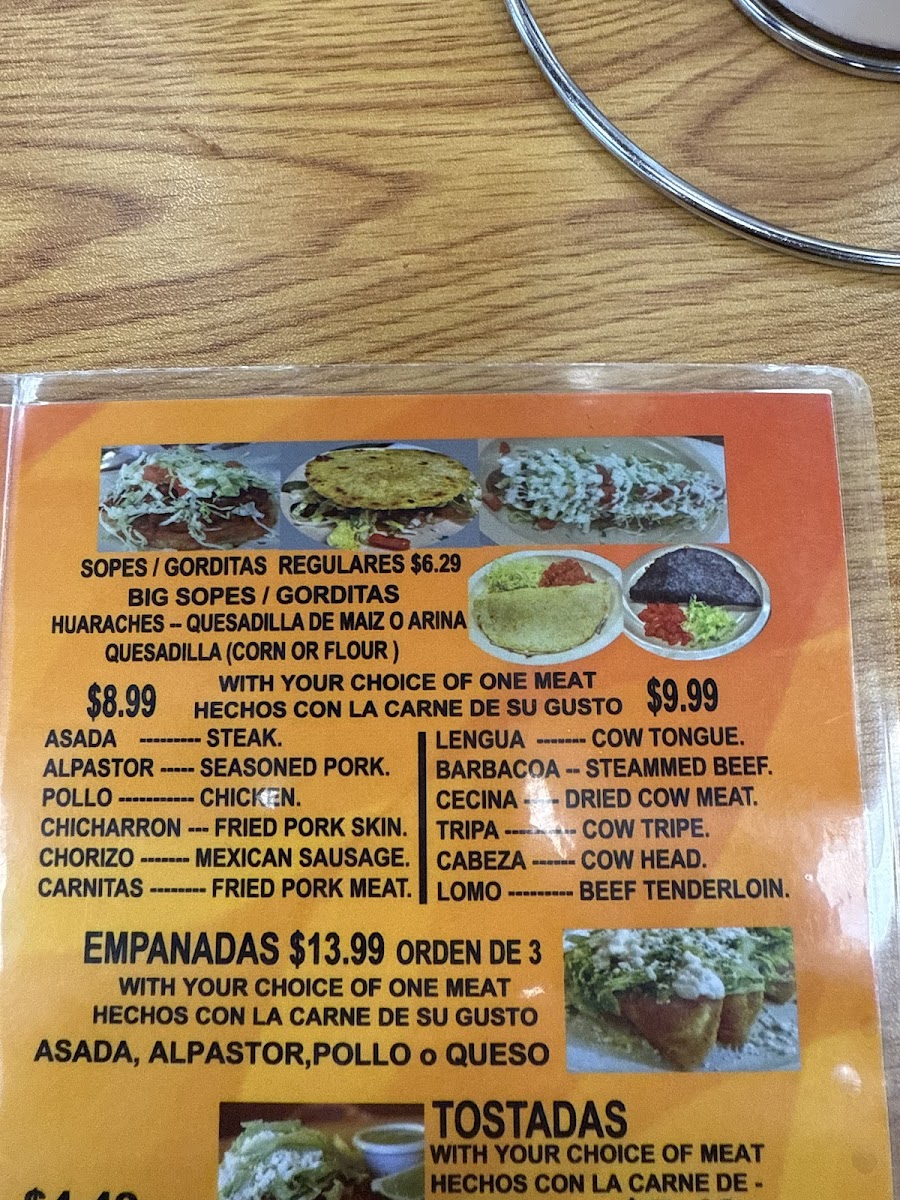 SOPES / GORDITAS REGULARES $6.29
BIG SOPES / GORDITAS
HUARACHES -- QUESADILLA DE MAIZ O ARINA
QUESADILLA (CORN OR FLOUR )
$8.99 WITH YOUR CHOICE OF ONE MEAT $9.99
HECHOS CON LA CARNE DE SU GUSTO
ASADA --------- STEAK.
ALPASTOR ----- SEASONED PORK.
POLLO ----------- CHICKEN.
CHICHARRON --- FRIED PORK SKIN.
CHORIZO ------- MEXICAN SAUSAGE.
CARNITAS -------- FRIED PORK MEAT.
LENGUA ------- COW TONGUE.
BARBACOA -- STEAMMED BEEF.
CECINA ----- DRIED COW MEAT.
TRIPA ---------- COW TRIPE.
CABEZA ------ COW HEAD.
LOMO --------- BEEF TENDERLOIN.
EMPANADAS $13.99 ORDEN DE 3
WITH YOUR CHOICE OF ONE MEAT
HECHOS CON LA CARNE DE SU GUSTO
ASADA, ALPASTOR,POLLO o QUESO
TOSTADAS
WITH YOUR CHOICE OF MEAT
HECHOS CON LA CARNE DE -